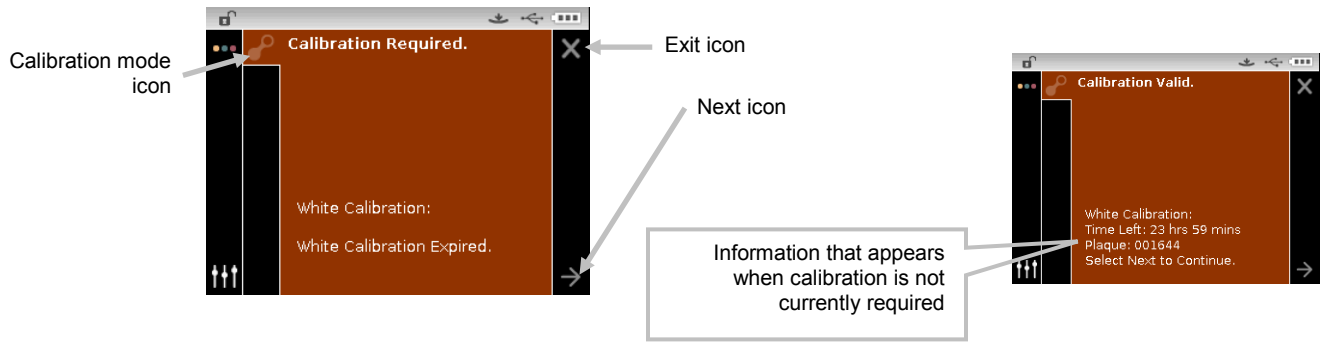 Calibration mode
icon
Calibration Required.
White Calibration:
White Calibration Expired.
Exit icon
Next icon
Information that appears
when calibration is not
currently required
Calibration Valid.
White Calibration:
Time Left: 23 hrs 59 mins
Plaque: 001644
Select Next to Continue.